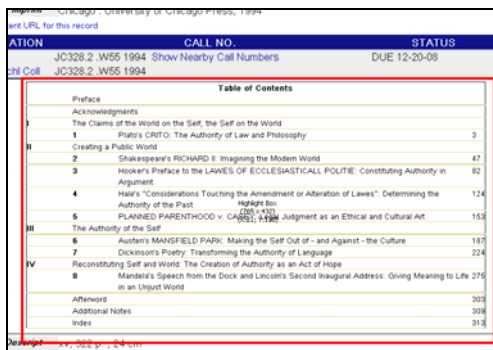 Imprint Chicago : University of Chicago Press, 1994
ent URL for this record
ATION CALL NO. STATUS
JC328.2 .W55 1994 Show Nearby Call Numbers DUE 12-20-08
chl Coll JC328.2 .W55 1994
Table of Contents
Preface
Acknowledgments
I The Claims of the World on the Self, the Self on the World
1 Plato's CRITO: The Authority of Law and Philosophy 3
II Creating a Public World
2 Shakespeare's RICHARD II: Imagining the Modern World 47
3 Hooker's Preface to the LAWES OF ECCLESIASTICALL POLITIE: Constituting Authority in 82
Argument
4 Hale's "Considerations Touching the Amendment or Alteration of Lawes": Determining the 124
Authority of the Past
Highlight Box
5 PLANNED PARENTHOOD v. CASEY: Legal Judgment as an Ethical and Cultural Art 153
III The Authority of the Self
6 Austen's MANSFIELD PARK: Making the Self Out of - and Against - the Culture 187
7 Dickinson's Poetry: Transforming the Authority of Language 224
IV Reconstituting Self and World: The Creation of Authority as an Act of Hope
8 Mandela's Speech from the Dock and Lincoln's Second Inaugural Address: Giving Meaning to Life 275
in an Unjust World
Afterword 303
Additional Notes 309
Index 313
Descript xv, 322 p. ; 24 cm